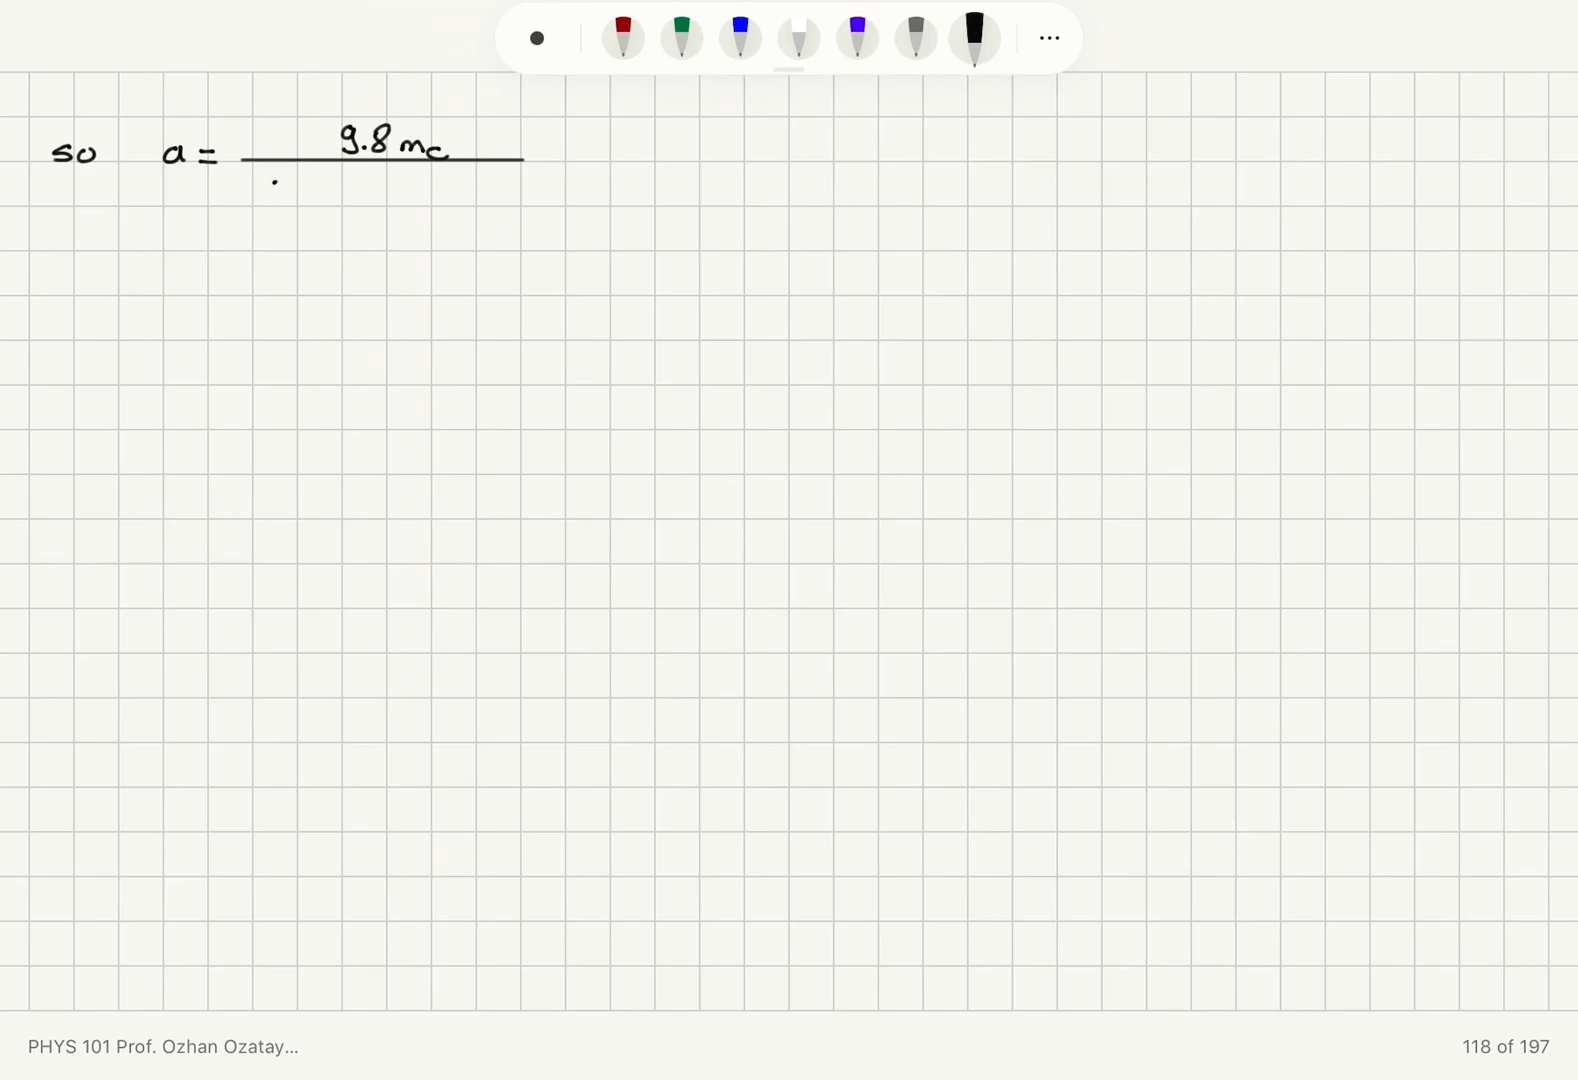 so a = 9.8 mc
PHYS 101 Prof. Ozhan Ozatay...
118 of 197